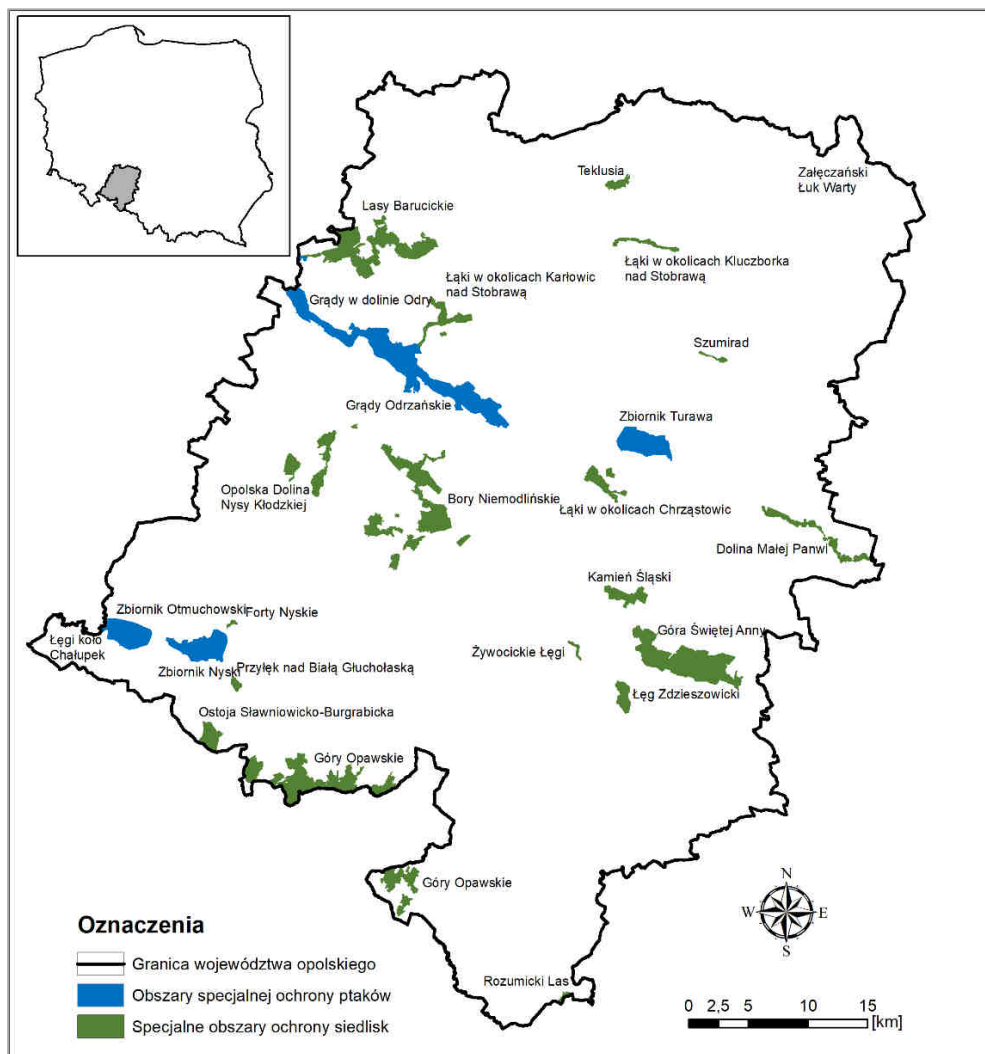 Teklusia
Załęczański
Łuk Warty
Lasy Barucickie
Łąki w okolicach Kluczborka
nad Stobrawą
Łąki w okolicach Karłowic
nad Stobrawą
Grądy w dolinie Odry
Szumirad
Grądy Odrzańskie
Zbiornik Turawa
Opolska Dolina
Nysy Kłodzkiej
Bory Niemodlińskie
Łąki w okolicach Chrząstowic
Dolina Małej Panwi
Kamień Śląski
Zbiornik Otmuchowski
Forty Nyskie
Łęgi koło
Chałupek
Góra Świętej Anny
Żywocickie Łęgi
Zbiornik Nyski
Przyłęk nad Białą Głuchołaską
Łęg Zdzieszowicki
Ostoja Sławniowicko-Burgrabicka
Góry Opawskie
Góry Opawskie
Rozumicki Las
Oznaczenia
Granica województwa opolskiego
Obszary specjalnej ochrony ptaków
Specjalne obszary ochrony siedlisk
N
W
E
S
0 2,5 5 10 15
[km]